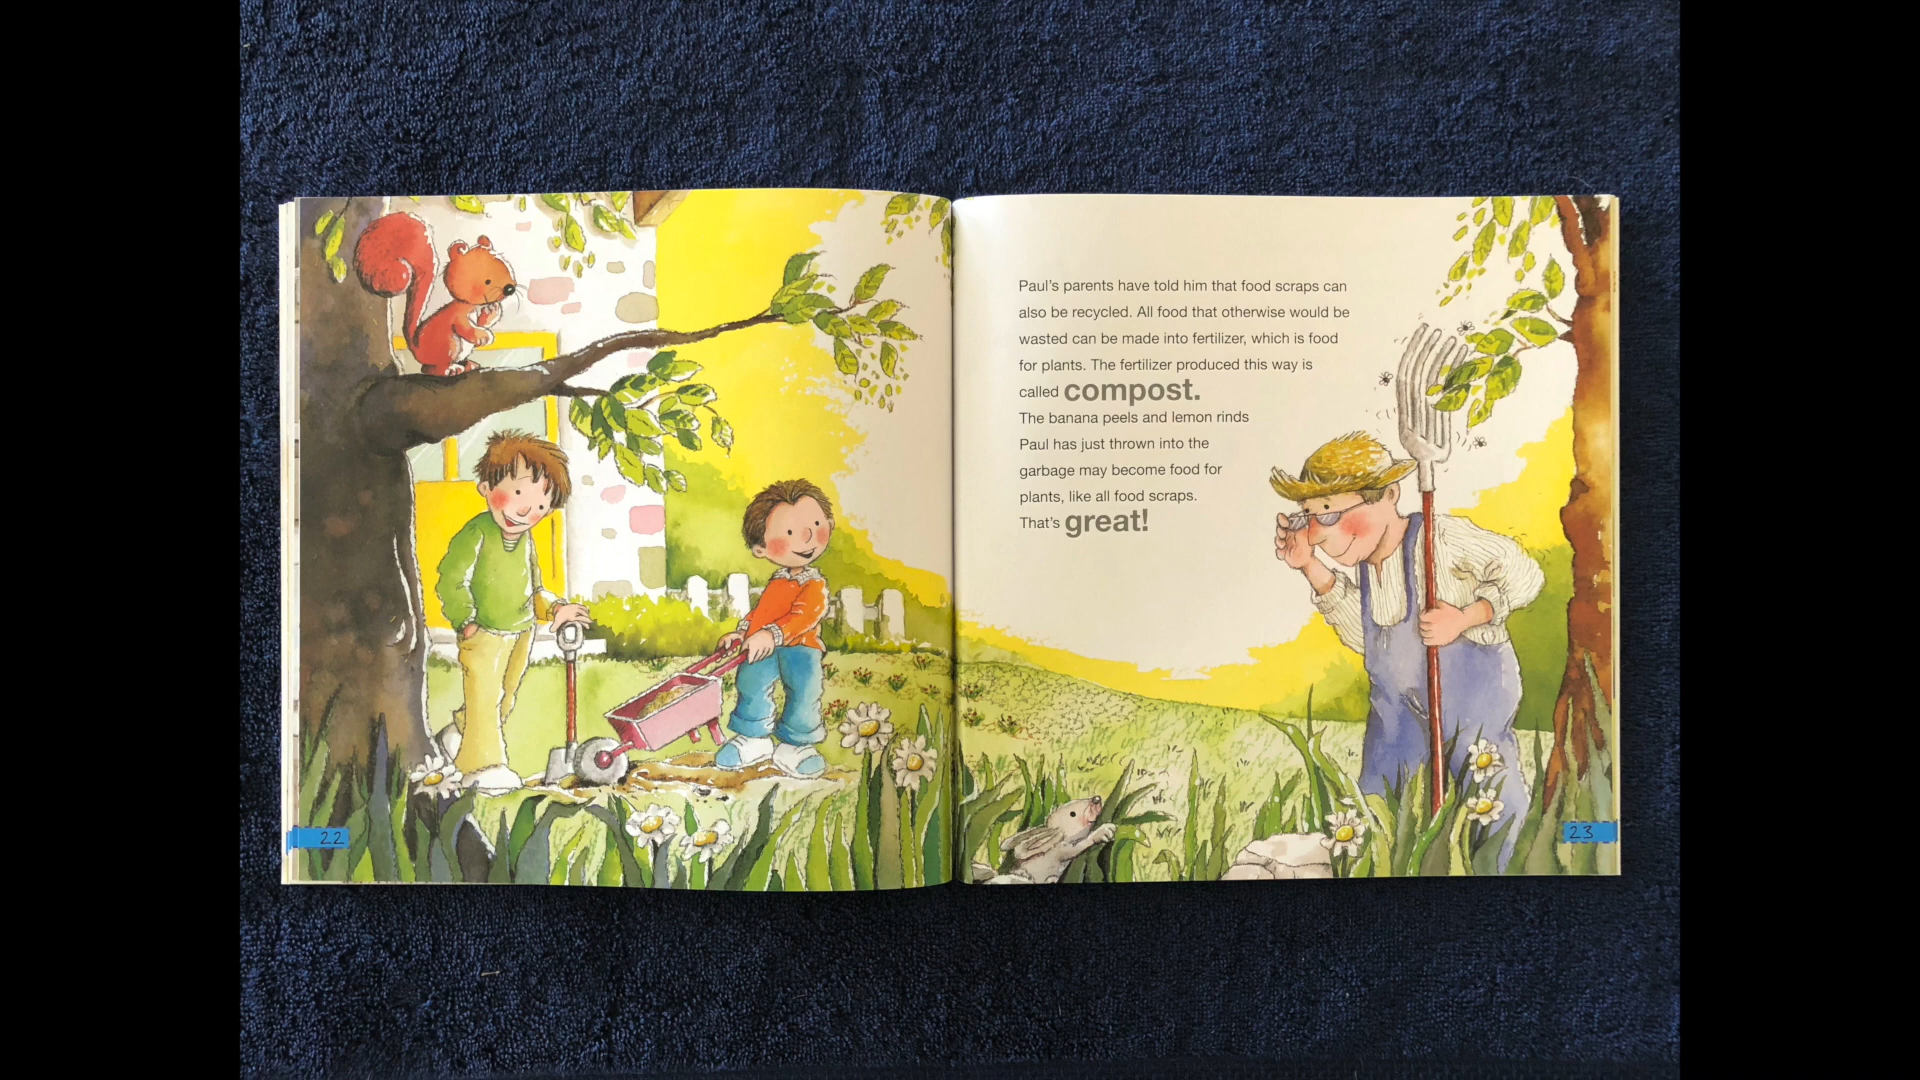 Paul's parents have told him that food scraps can
also be recycled. All food that otherwise would be
wasted can be made into fertilizer, which is food
for plants. The fertilizer produced this way is
called compost.
The banana peels and lemon rinds
Paul has just thrown into the
garbage may become food for
plants, like all food scraps.
That's great!
22
23